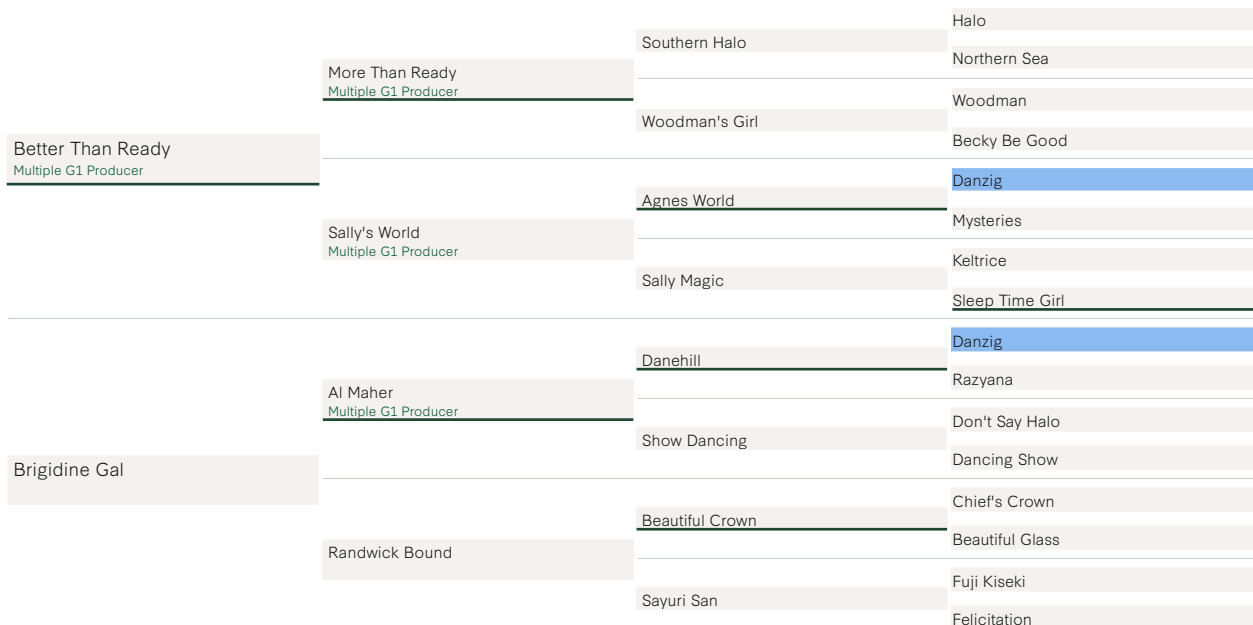 Better Than Ready
Multiple G1 Producer
Brigidine Gal
More Than Ready
Multiple G1 Producer
Sally's World
Multiple G1 Producer
Al Maher
Multiple G1 Producer
Randwick Bound
Southern Halo
Woodman's Girl
Agnes World
Sally Magic
Danehill
Show Dancing
Beautiful Crown
Sayuri San
Halo
Northern Sea
Woodman
Becky Be Good
Danzig
Mysteries
Keltrice
Sleep Time Girl
Danzig
Razyana
Don't Say Halo
Dancing Show
Chief's Crown
Beautiful Glass
Fuji Kiseki
Felicitation